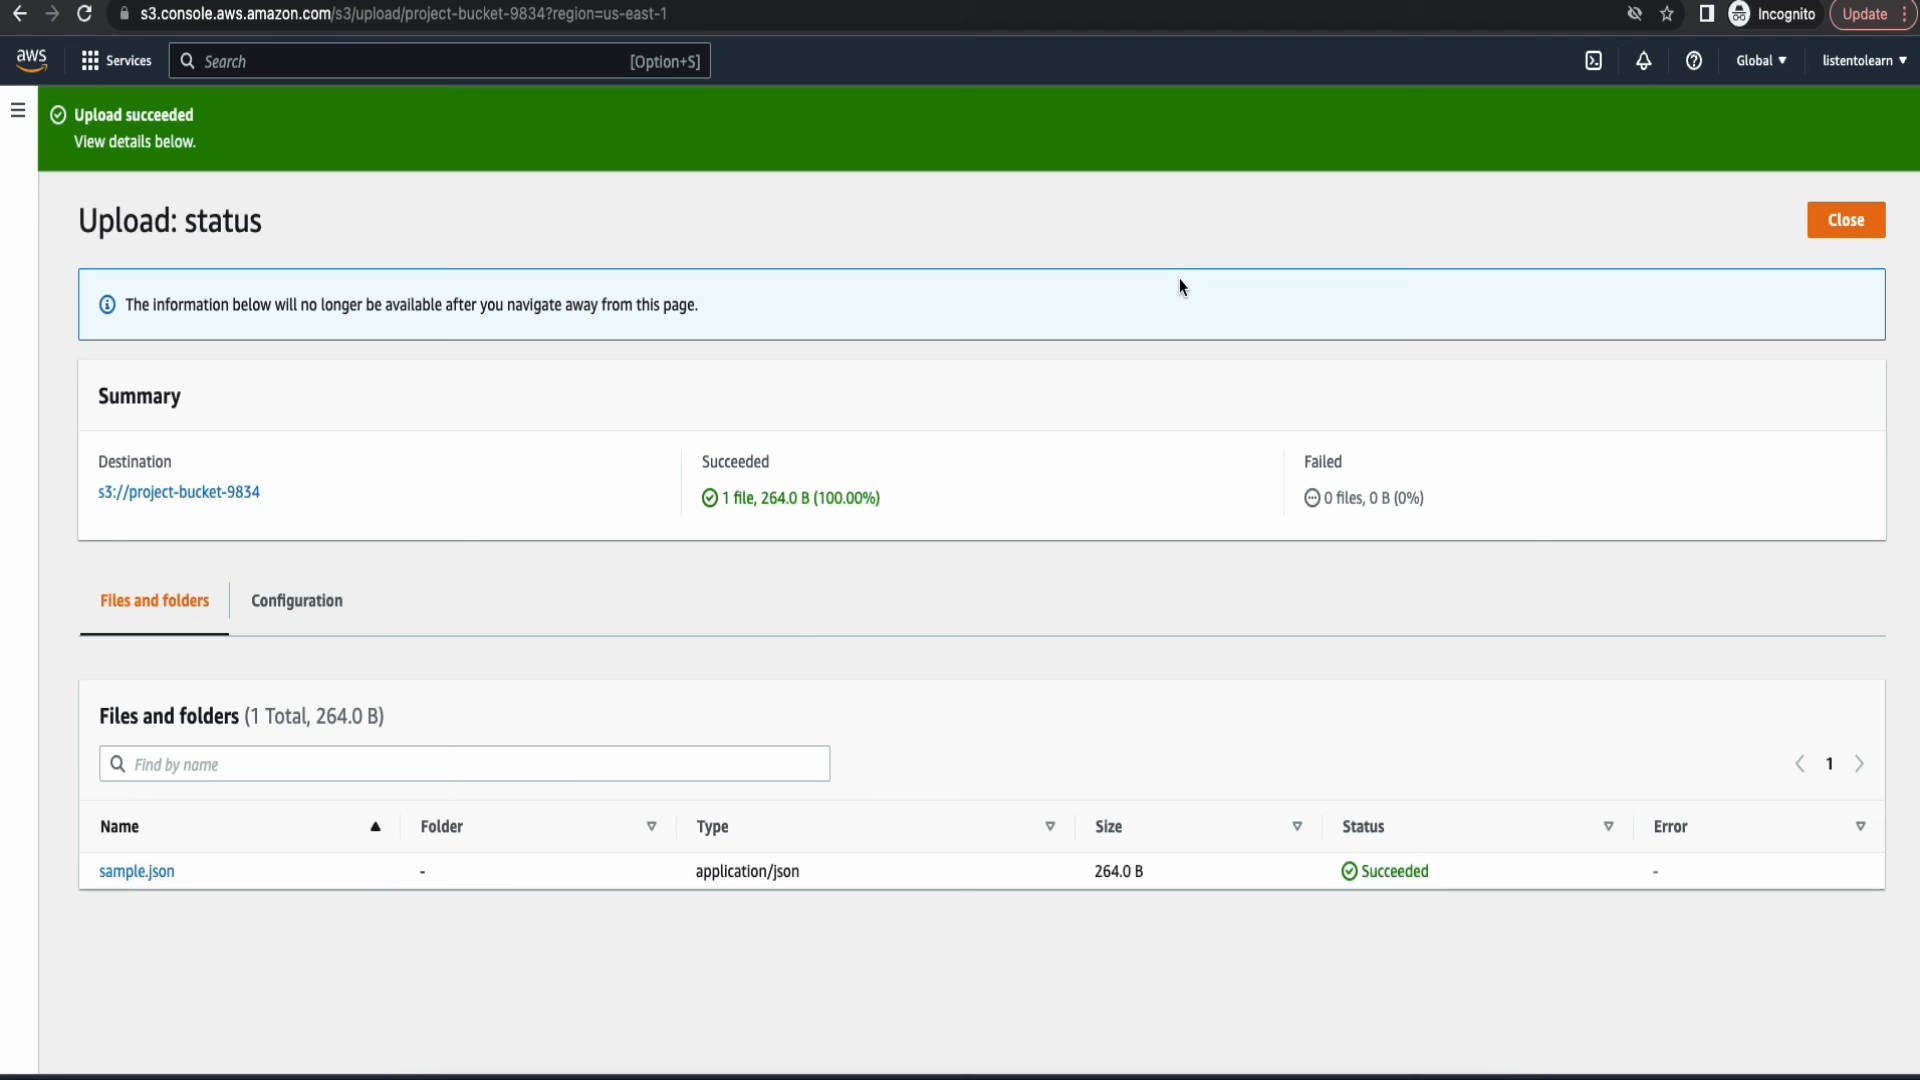 s3.console.aws.amazon.com/s3/upload/project-bucket-9834?region=us-east-1
Incognito
Update
aws
Services
Search
[Option+S]
Global
listentolearn
Upload succeeded
View details below.
Upload: status
Close
The information below will no longer be available after you navigate away from this page.
Summary
Destination
Succeeded
Failed
s3://project-bucket-9834
1 file, 264.0 B (100.00%)
0 files, 0 B (0%)
Files and folders
Configuration
Files and folders (1 Total, 264.0 B)
Find by name
1
Name
Folder
Type
Size
Status
Error
sample.json
-
application/json
264.0 B
Succeeded
-